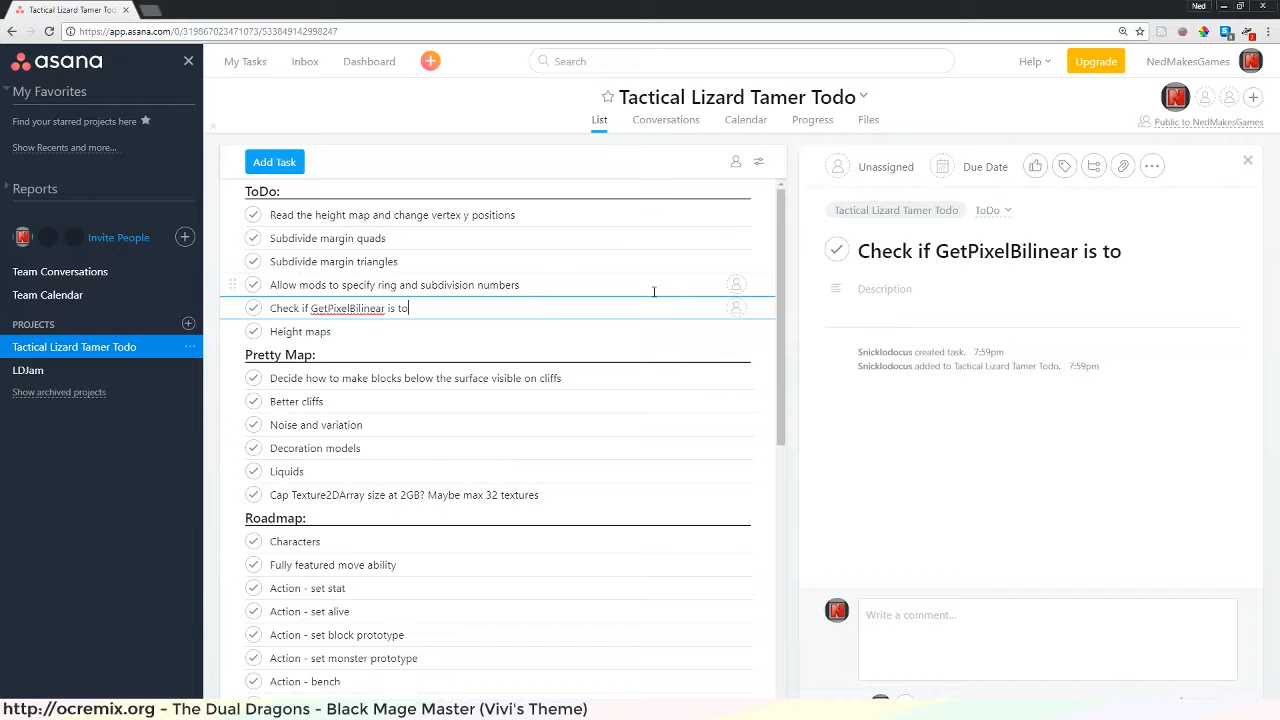 Tactical Lizard Tamer Todo
Ned
https://app.asana.com/0/319867023471073/533849142998247
asana
My Tasks
Inbox
Dashboard
Search
Help
Upgrade
NedMakesGames
My Favorites
Find your starred projects here
Show Recents and more...
Reports
Invite People
Team Conversations
Team Calendar
PROJECTS
Tactical Lizard Tamer Todo
LDJam
Show archived projects
Tactical Lizard Tamer Todo
List
Conversations
Calendar
Progress
Files
Public to NedMakesGames
Add Task
ToDo:
Read the height map and change vertex y positions
Subdivide margin quads
Subdivide margin triangles
Allow mods to specify ring and subdivision numbers
Check if GetPixelBilinear is to
Height maps
Pretty Map:
Decide how to make blocks below the surface visible on cliffs
Better cliffs
Noise and variation
Decoration models
Liquids
Cap Texture2DArray size at 2GB? Maybe max 32 textures
Roadmap:
Characters
Fully featured move ability
Action - set stat
Action - set alive
Action - set block prototype
Action - set monster prototype
Action - bench
Unassigned
Due Date
Tactical Lizard Tamer Todo
ToDo
Check if GetPixelBilinear is to
Description
Snicklodocus created task. 7:59pm
Snicklodocus added to Tactical Lizard Tamer Todo. 7:59pm
Write a comment...
http://ocremix.org - The Dual Dragons - Black Mage Master (Vivi's Theme)